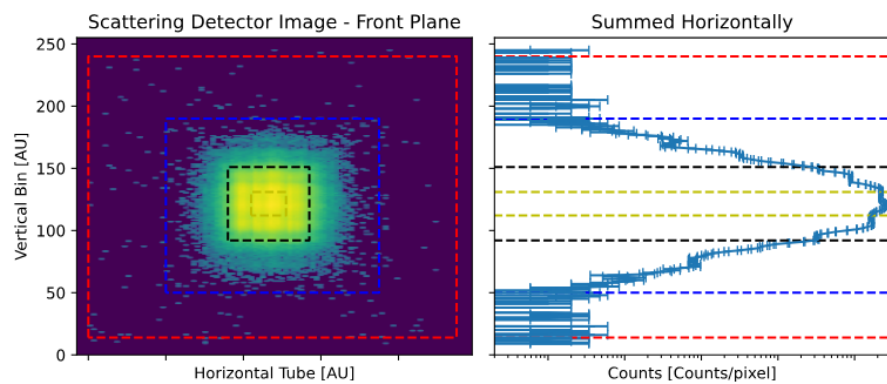 Scattering Detector Image - Front Plane
Summed Horizontally
250
200
150
100
50
0
Vertical Bin [AU]
Horizontal Tube [AU]
Counts [Counts/pixel]